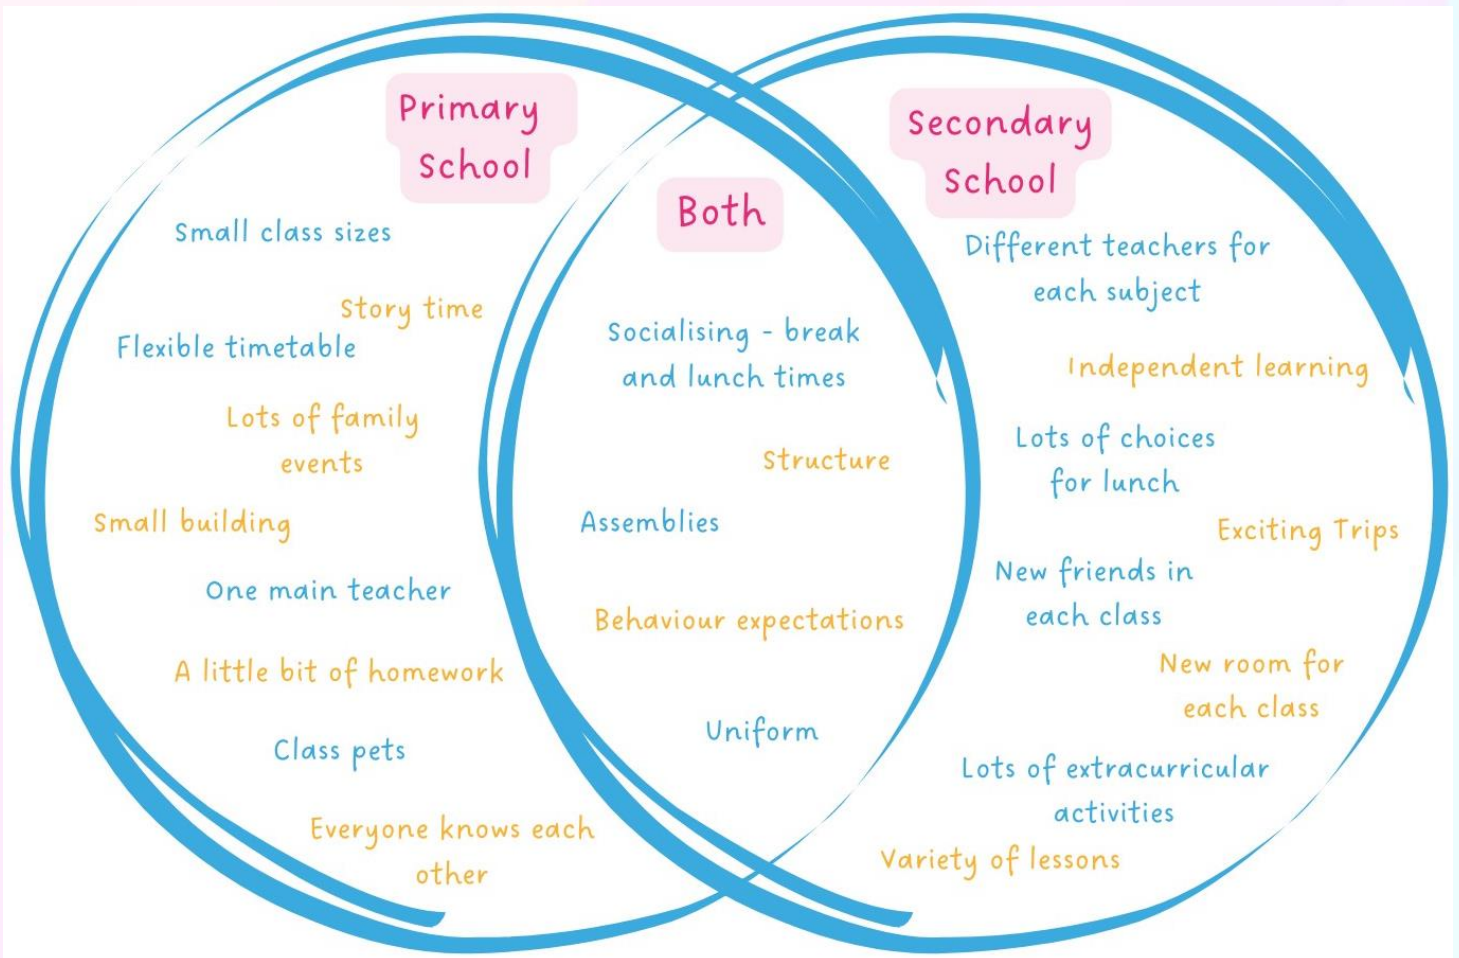 Primary
School
Small class sizes
Story time
Flexible timetable
Lots of family
events
Small building
One main teacher
A little bit of homework
Class pets
Everyone knows each
other
Both
Socialising - break
and lunch times
Structure
Assemblies
Behaviour expectations
Uniform
Secondary
School
Different teachers for
each subject
Independent learning
Lots of choices
for lunch
Exciting Trips
New friends in
each class
New room for
each class
Lots of extracurricular
activities
Variety of lessons